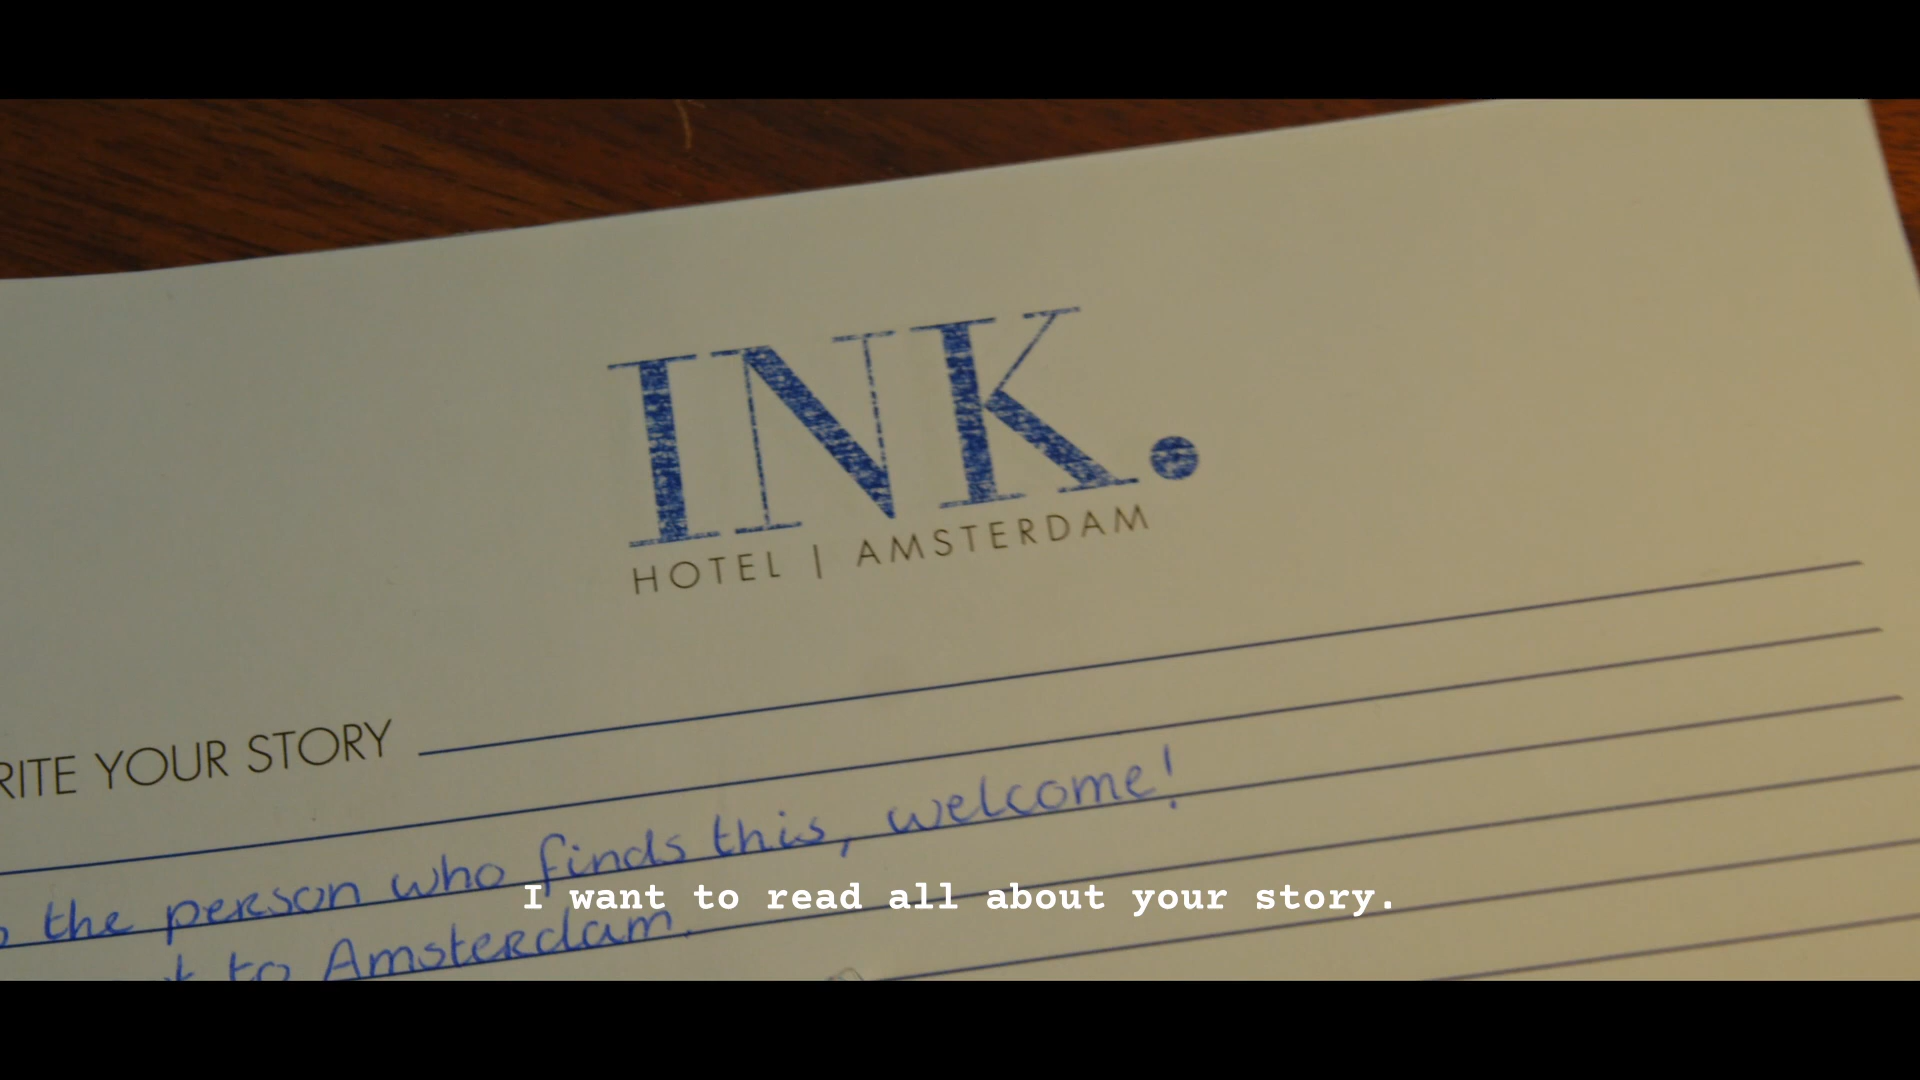 INK.
HOTEL | AMSTERDAM
RITE YOUR STORY
the person who finds this, welcome!
to Amsterdam.
I want to read all about your story.